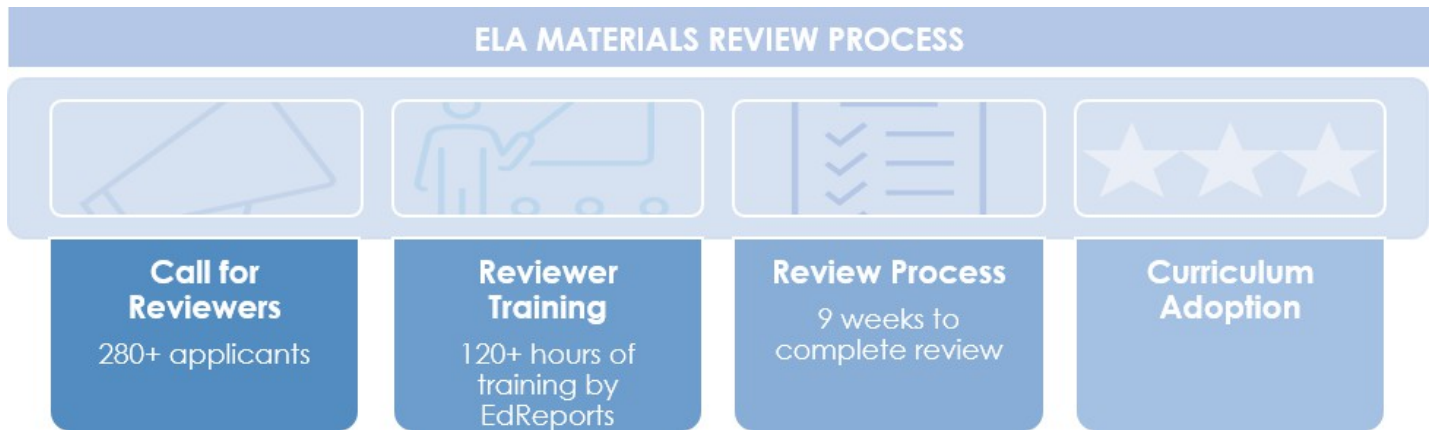 ELA MATERIALS REVIEW PROCESS
Call for
Reviewers
280+ applicants
Reviewer
Training
120+ hours of
training by
EdReports
Review Process
9 weeks to
complete review
Curriculum
Adoption